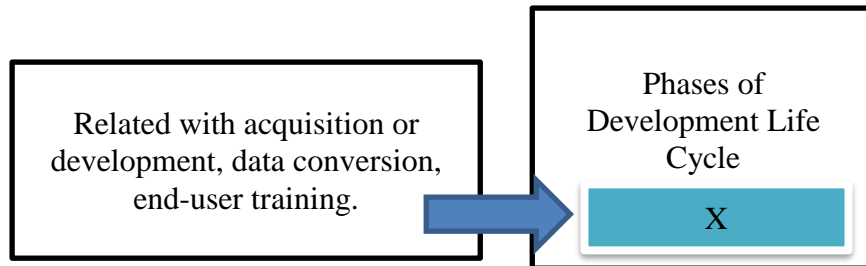 Related with acquisition or
development, data conversion,
end-user training.
Phases of
Development Life
Cycle
X